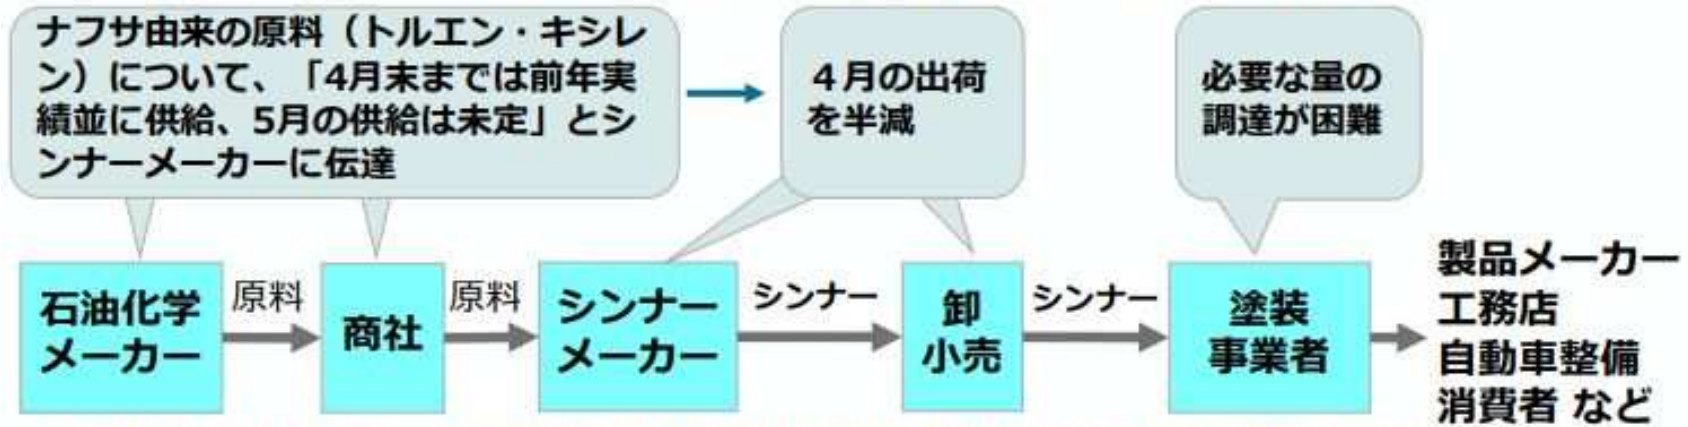 ナフサ由来の原料（トルエン・キシレ
ン）について、「4月末までは前年実
績並に供給、5月の供給は未定」とシ
ンナーメーカーに伝達
４月の出荷
を半減
必要な量の
調達が困難
石油化学
メーカー
原料
商社
原料
シンナー
メーカー
シンナー
卸
小売
シンナー
塗装
事業者
製品メーカー
工務店
自動車整備
消費者 など